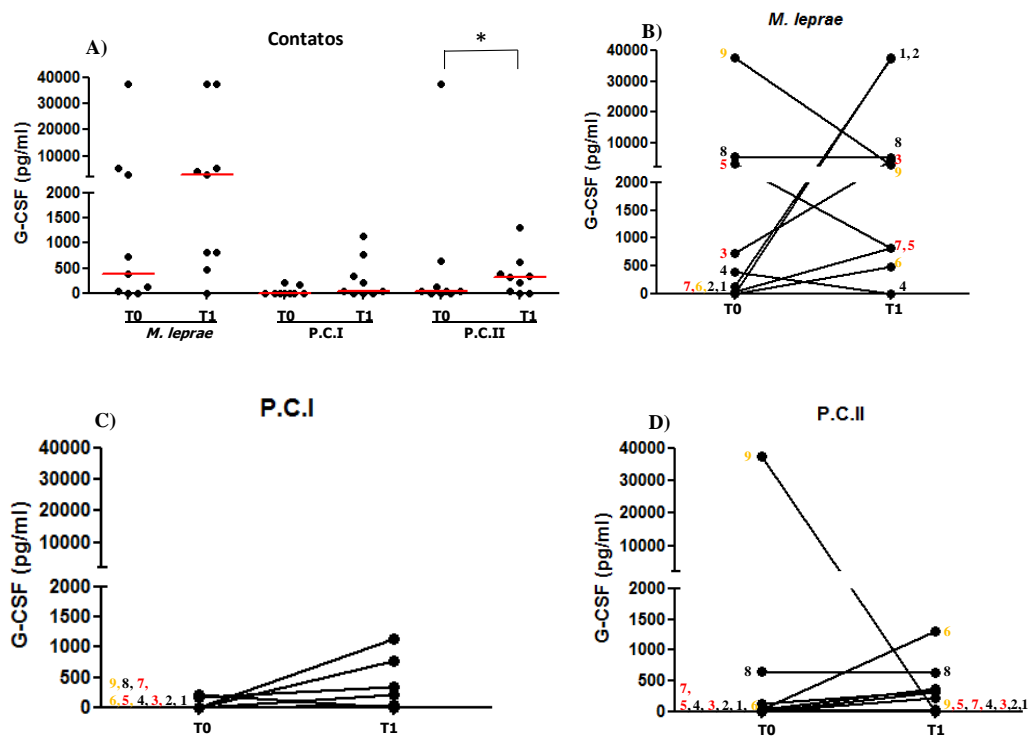 A)
Contatos
*
G-CSF (pg/ml)
40000
30000
20000
10000
2000
1500
1000
500
0
T0 T1 T0 T1 T0 T1
M. leprae P.C.I P.C.II
B)
M. leprae
G-CSF (pg/ml)
40000
30000
20000
10000
2000
1500
1000
500
0
9
8
5
3
4
7, 6, 2, 1
1, 2
8
3
9
7, 5
6
4
T0 T1
C)
P.C.I
G-CSF (pg/ml)
40000
30000
20000
10000
2000
1500
1000
500
0
9, 8, 7,
6, 5, 4, 3, 2, 1
T0 T1
D)
P.C.II
G-CSF (pg/ml)
40000
30000
20000
10000
2000
1500
1000
500
0
9
8
7,
5, 4, 3, 2, 1, 6
6
8
9, 5, 7, 4, 3, 2, 1
T0 T1